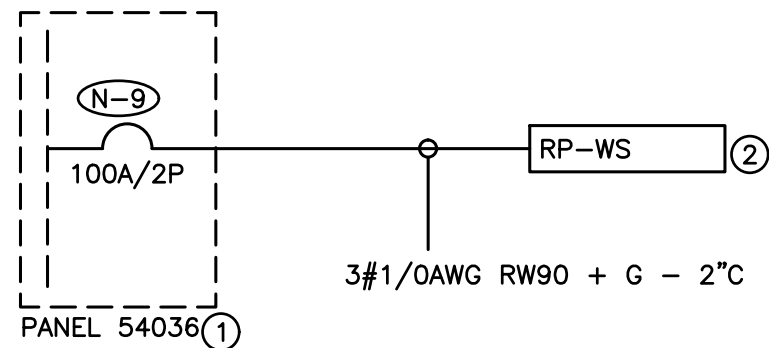 N-9
100A/2P
RP-WS
2
3#1/0AWG RW90 + G - 2"C
PANEL 54036 1